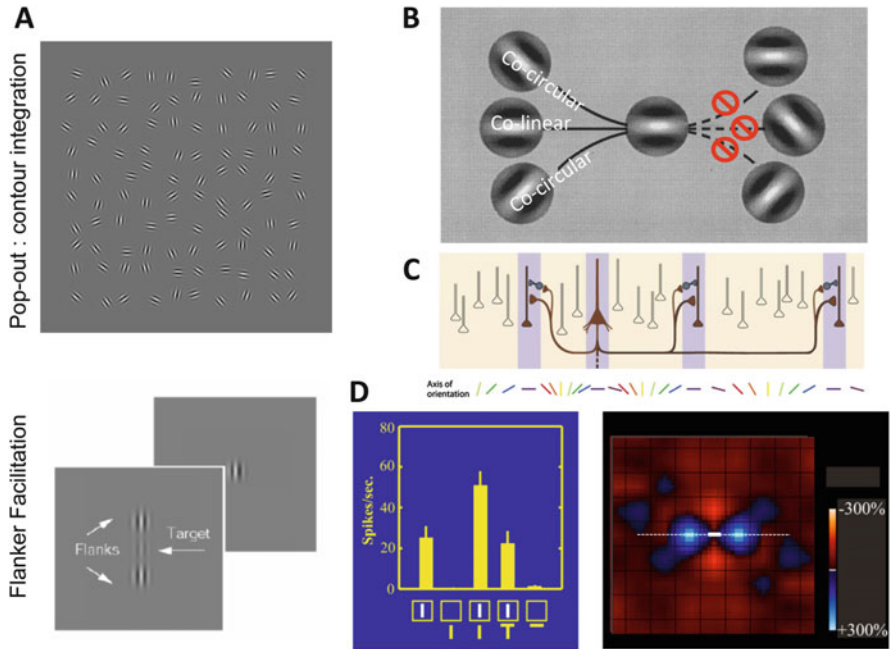 A
Pop-out : contour integration
B
Co-circular
Co-linear
Co-circular
C
Axis of
orientation
Flanker Facilitation
Flanks
Target
D
Spikes/sec.
80
60
40
20
0
-300%
+300%